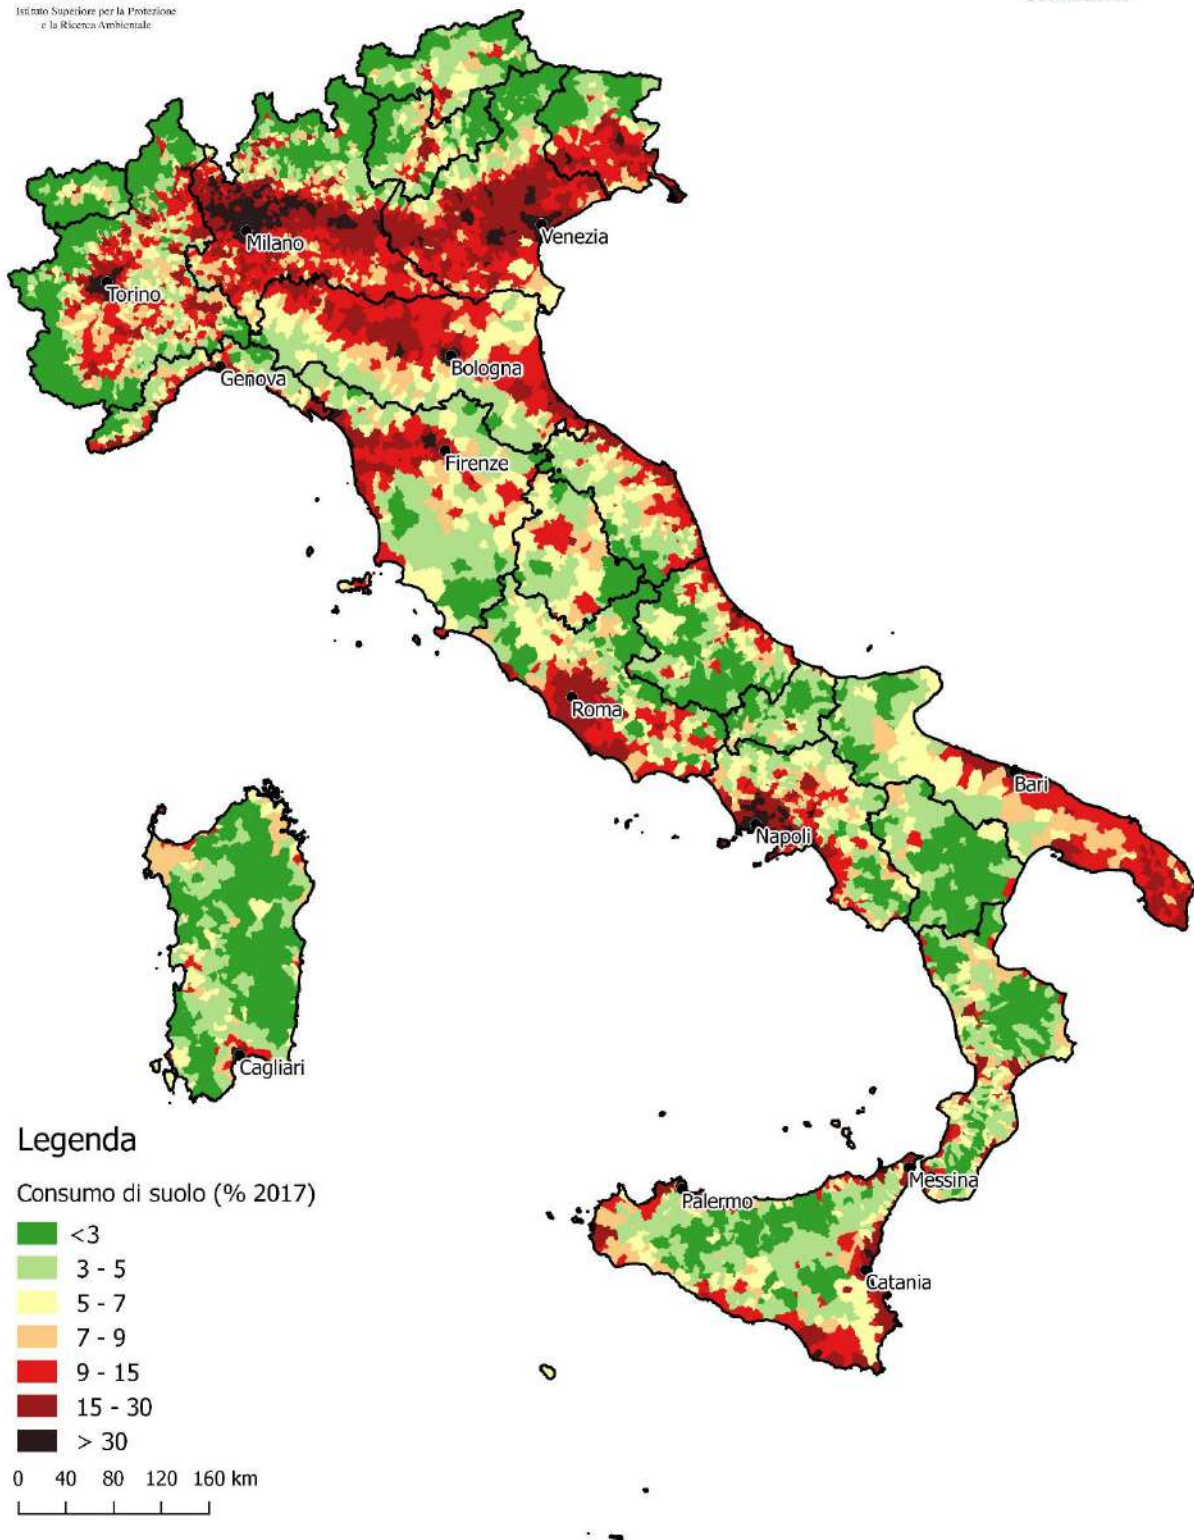 Istituto Superiore per la Protezione
e la Ricerca Ambientale
Milano
Venezia
Torino
Bologna
Genova
Firenze
Roma
Bari
Napoli
Cagliari
Messina
Palermo
Catania
Legenda
Consumo di suolo (% 2017)
<3
3 - 5
5 - 7
7 - 9
9 - 15
15 - 30
> 30
0 40 80 120 160 km